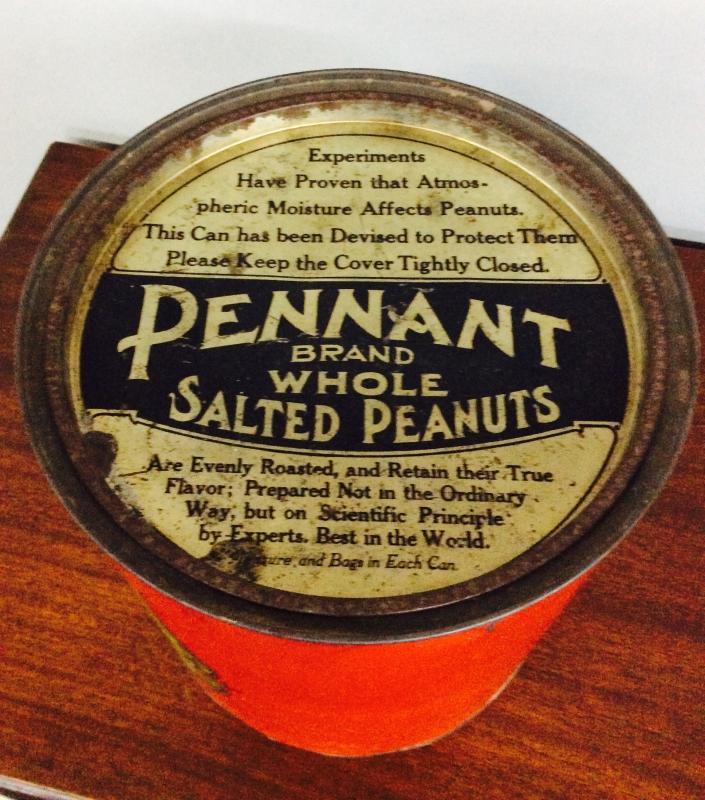 Experiments
Have Proven that Atmos-
pheric Moisture Affects Peanuts.
This Can has been Devised to Protect Them
Please Keep the Cover Tightly Closed.
PENNANT
BRAND
WHOLE
SALTED PEANUTS
Are Evenly Roasted, and Retain their True
Flavor; Prepared Not in the Ordinary
Way, but on Scientific Principle
by Experts. Best in the World.
and Bags in Each Can.